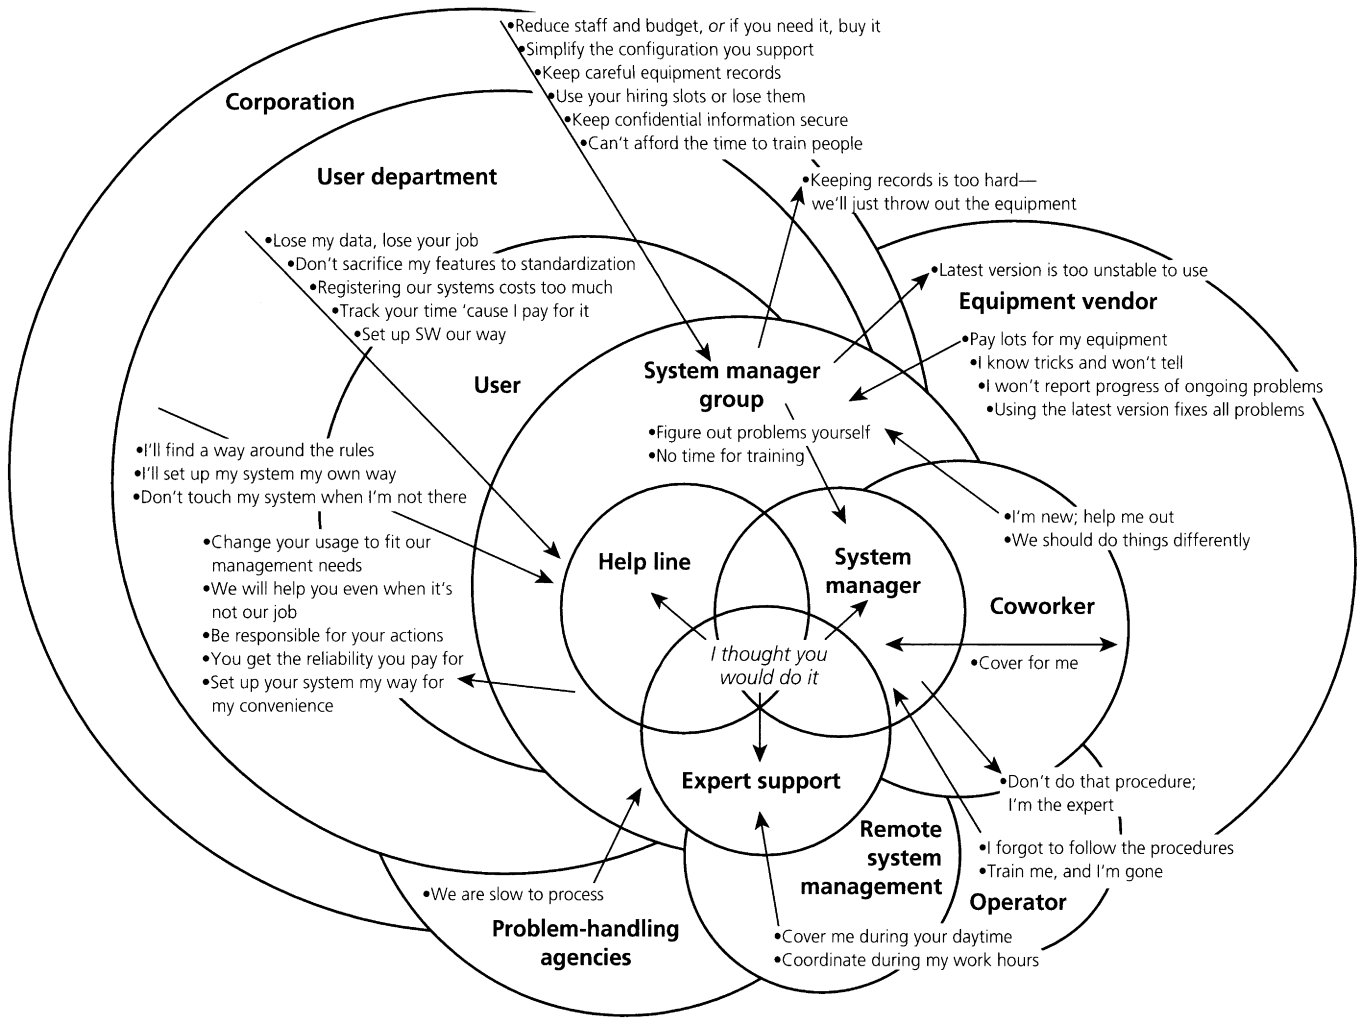 •Reduce staff and budget, or if you need it, buy it
•Simplify the configuration you support
•Keep careful equipment records
•Use your hiring slots or lose them
•Keep confidential information secure
•Can't afford the time to train people
Corporation
User department
•Keeping records is too hard—
we'll just throw out the equipment
•Lose my data, lose your job
•Don't sacrifice my features to standardization
•Registering our systems costs too much
•Track your time 'cause I pay for it
•Set up SW our way
•Latest version is too unstable to use
Equipment vendor
•Pay lots for my equipment
•I know tricks and won't tell
•I won't report progress of ongoing problems
•Using the latest version fixes all problems
User
System manager
group
•Figure out problems yourself
•No time for training
•I'll find a way around the rules
•I'll set up my system my own way
•Don't touch my system when I'm not there
•I'm new; help me out
•We should do things differently
•Change your usage to fit our
management needs
•We will help you even when it's
not our job
•Be responsible for your actions
•You get the reliability you pay for
•Set up your system my way for
my convenience
Help line
System
manager
Coworker
•Cover for me
I thought you
would do it
Expert support
•Don't do that procedure;
I'm the expert
•I forgot to follow the procedures
•Train me, and I'm gone
Operator
Remote
system
management
•We are slow to process
Problem-handling
agencies
•Cover me during your daytime
•Coordinate during my work hours